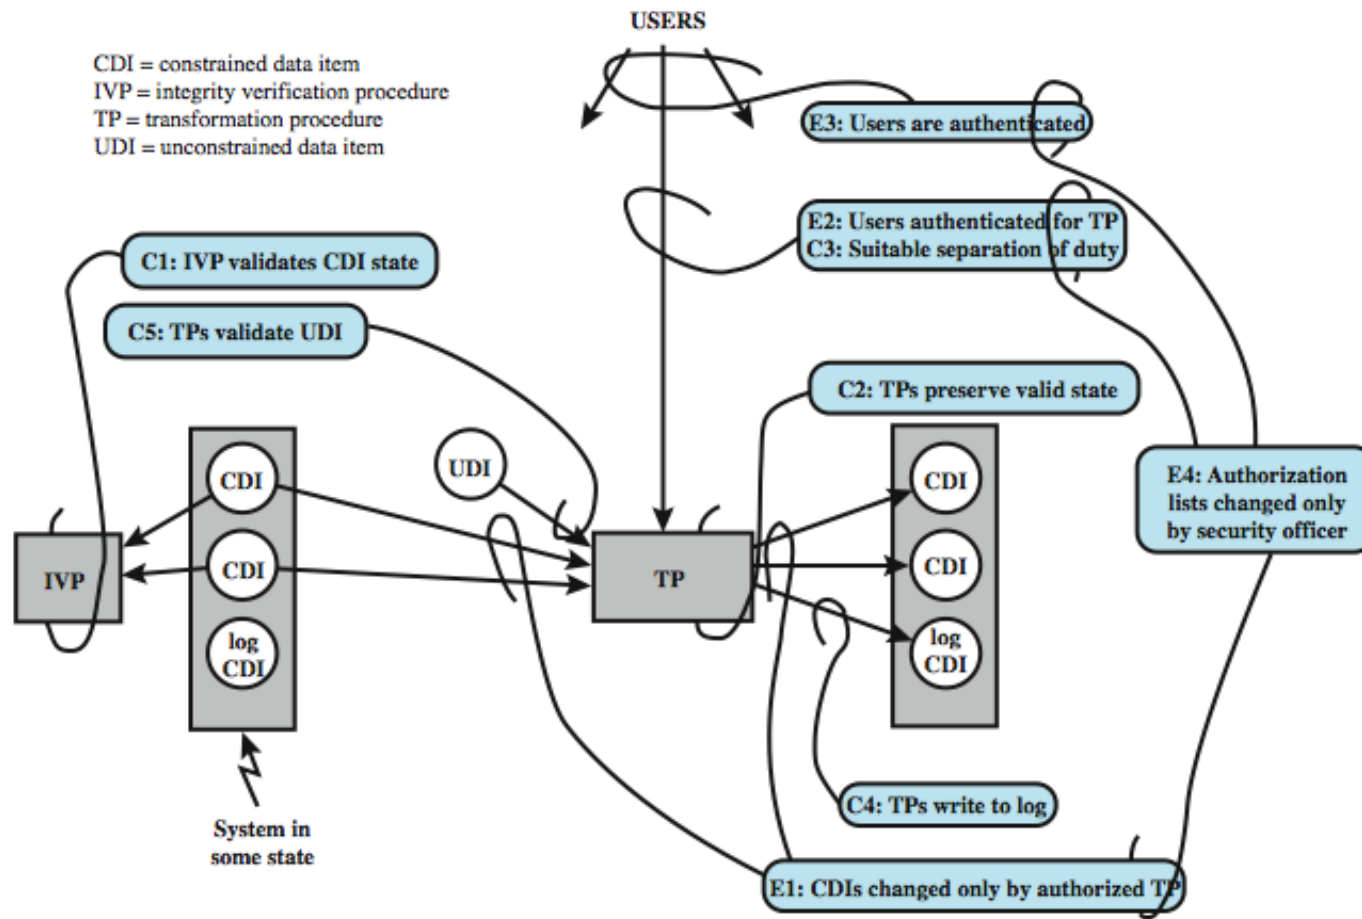 USERS
CDI = constrained data item
IVP = integrity verification procedure
TP = transformation procedure
UDI = unconstrained data item
E3: Users are authenticated
E2: Users authenticated for TP
C3: Suitable separation of duty
C1: IVP validates CDI state
C5: TPs validate UDI
C2: TPs preserve valid state
CDI
UDI
CDI
E4: Authorization
lists changed only
by security officer
IVP
CDI
TP
CDI
log
CDI
log
CDI
C4: TPs write to log
System in
some state
E1: CDIs changed only by authorized TP